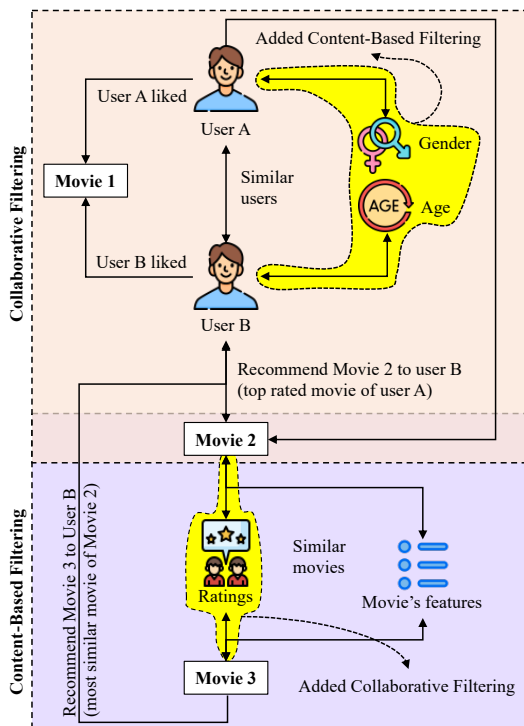 Added Content-Based Filtering
User A liked
User A
Gender
Movie 1
Similar
users
AGE
Age
User B liked
User B
Collaborative Filtering
Recommend Movie 2 to user B
(top rated movie of user A)
Movie 2
Recommend Movie 3 to User B
(most similar movie of Movie 2)
Similar
movies
Ratings
Movie's features
Content-Based Filtering
Movie 3
Added Collaborative Filtering